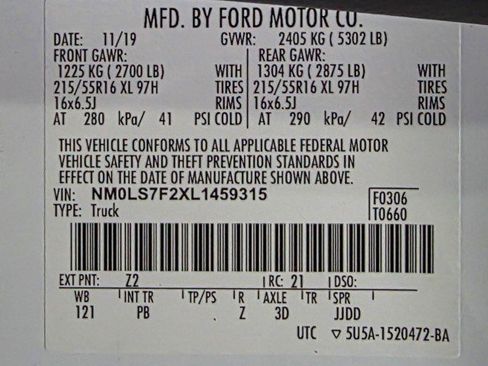 MFD. BY FORD MOTOR CO.
DATE: 11/19 GVWR: 2405 KG ( 5302 LB)
FRONT GAWR: REAR GAWR:
1225 KG ( 2700 LB) WITH 1304 KG ( 2875 LB) WITH
215/55R16 XL 97H TIRES 215/55R16 XL 97H TIRES
16x6.5J RIMS 16x6.5J RIMS
AT 280 kPa/ 41 PSI COLD AT 290 kPa/ 42 PSI COLD
THIS VEHICLE CONFORMS TO ALL APPLICABLE FEDERAL MOTOR
VEHICLE SAFETY AND THEFT PREVENTION STANDARDS IN
EFFECT ON THE DATE OF MANUFACTURE SHOWN ABOVE.
VIN: NM0LS7F2XL1459315 F0306
TYPE: Truck T0660
EXT PNT: Z2 RC: 21 DSO:
WB INT TR TP/PS R AXLE TR SPR
121 PB Z 3D JJDD
UTC ▽ 5U5A-1520472-BA